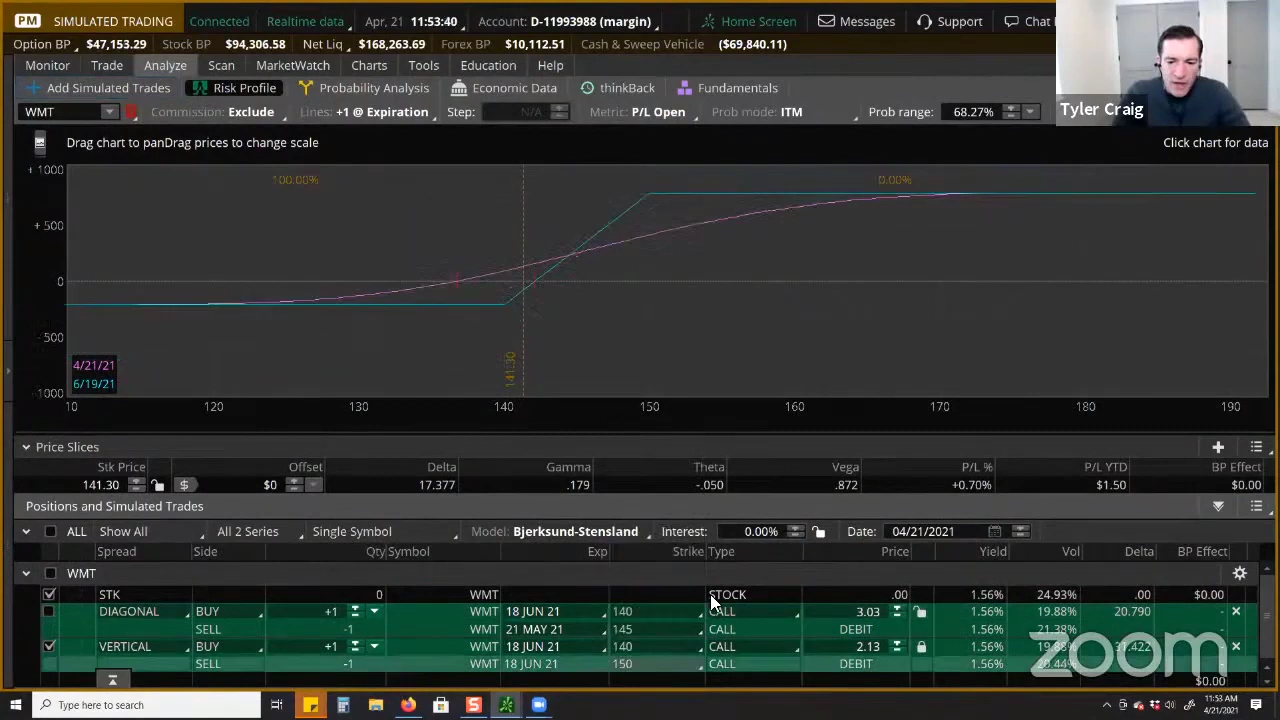 PM SIMULATED TRADING Connected Realtime data Apr, 21 11:53:40 Account: D-11993988 (margin) Home Screen Messages Support Chat
Option BP $47,153.29 Stock BP $94,306.58 Net Liq $168,263.69 Forex BP $10,112.51 Cash & Sweep Vehicle ($69,840.11)
Monitor Trade Analyze Scan MarketWatch Charts Tools Education Help
Add Simulated Trades Risk Profile Probability Analysis Economic Data thinkBack Fundamentals
Tyler Craig
WMT Commission: Exclude Lines: +1 @ Expiration Step: N/A Metric: P/L Open Prob mode: ITM Prob range: 68.27%
Drag chart to panDrag prices to change scale Click chart for data
+ 1000
100.00% 0.00%
+ 500
0
-500
141.30
4/21/21
6/19/21
1000
10 120 130 140 150 160 170 180 190
Price Slices
Stk Price Offset Delta Gamma Theta Vega P/L % P/L YTD BP Effect
141.30 $ $0 17.377 .179 -.050 .872 +0.70% $1.50 $0.00
Positions and Simulated Trades
ALL Show All All 2 Series Single Symbol Model: Bjerksund-Stensland Interest: 0.00% Date: 04/21/2021
Spread Side Qty Symbol Exp Strike Type Price Yield Vol Delta BP Effect
WMT
STK 0 WMT STOCK .00 1.56% 24.93% $0.00
DIAGONAL BUY +1 WMT 18 JUN 21 140 CALL 3.03 1.56% 19.88% 20.790 -
SELL -1 WMT 21 MAY 21 145 CALL DEBIT 1.56% 21.38%
VERTICAL BUY +1 WMT 18 JUN 21 140 CALL 2.13 1.56% 19.88% 31.422 -
SELL -1 WMT 18 JUN 21 150 CALL DEBIT 1.56% 20.44%
$0.00
zoom
Type here to search
11:53 AM
4/21/2021